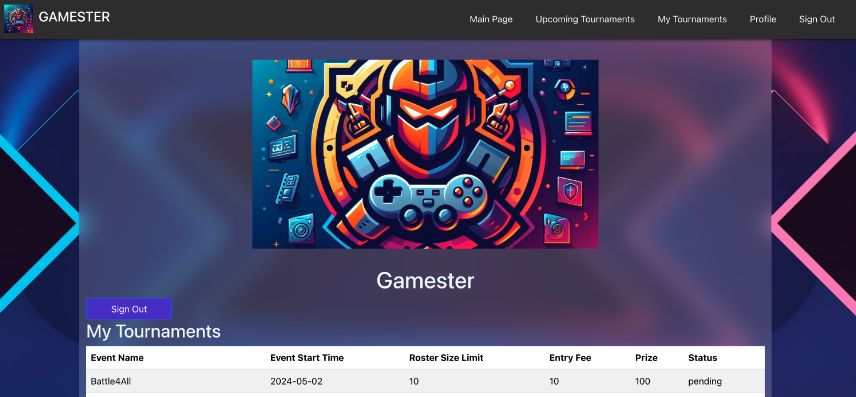 GAMESTER
Main Page Upcoming Tournaments My Tournaments Profile Sign Out
Gamester
Sign Out
My Tournaments
Event Name Event Start Time Roster Size Limit Entry Fee Prize Status
Battle4All 2024-05-02 10 10 100 pending